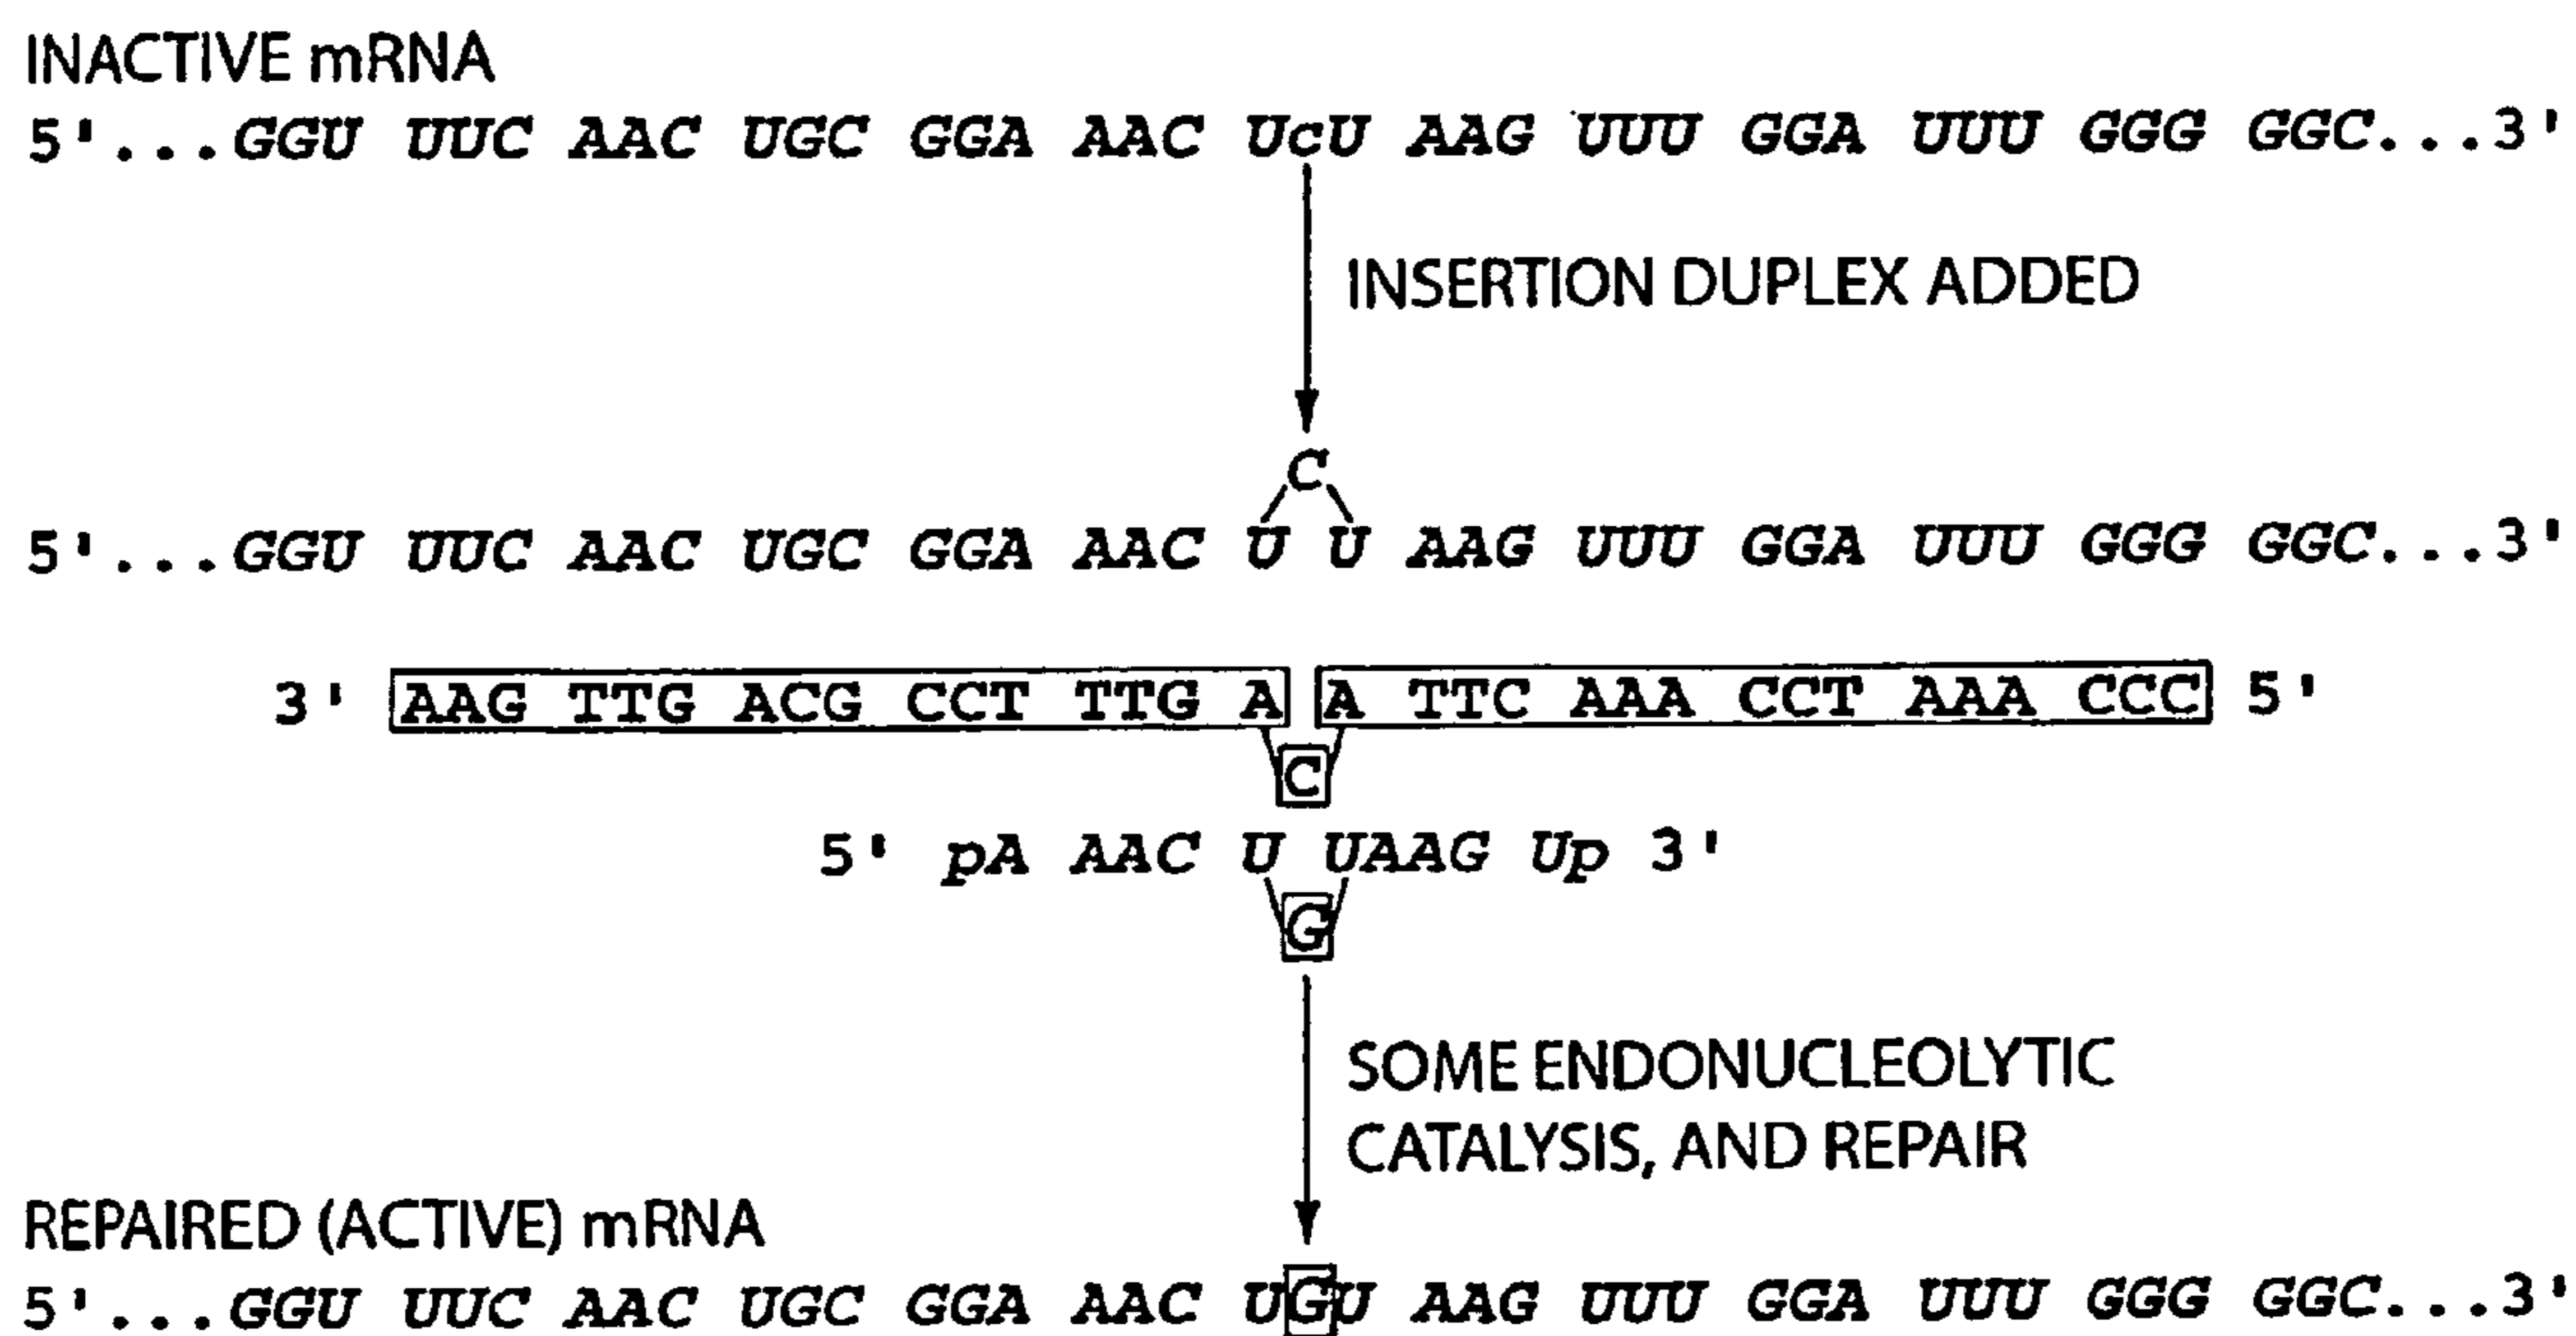 INACTIVE mRNA
5'...GGU UUC AAC UGC GGA AAC UcU AAG UUU GGA UUU GGG GGC...3'
INSERTION DUPLEX ADDED
C
5'...GGU UUC AAC UGC GGA AAC U U AAG UUU GGA UUU GGG GGC...3'
3' AAG TTG ACG CCT TTG A A TTC AAA CCT AAA CCC 5'
C
5' pA AAC U UAAG Up 3'
G
SOME ENDONUCLEOLYTIC
CATALYSIS, AND REPAIR
REPAIRED (ACTIVE) mRNA
5'...GGU UUC AAC UGC GGA AAC UGU AAG UUU GGA UUU GGG GGC...3'